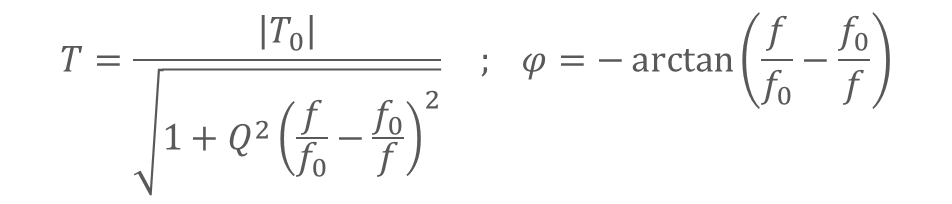 T = |T₀| / √(1 + Q² (f/f₀ − f₀/f)²) ; φ = − arctan(f/f₀ − f₀/f)